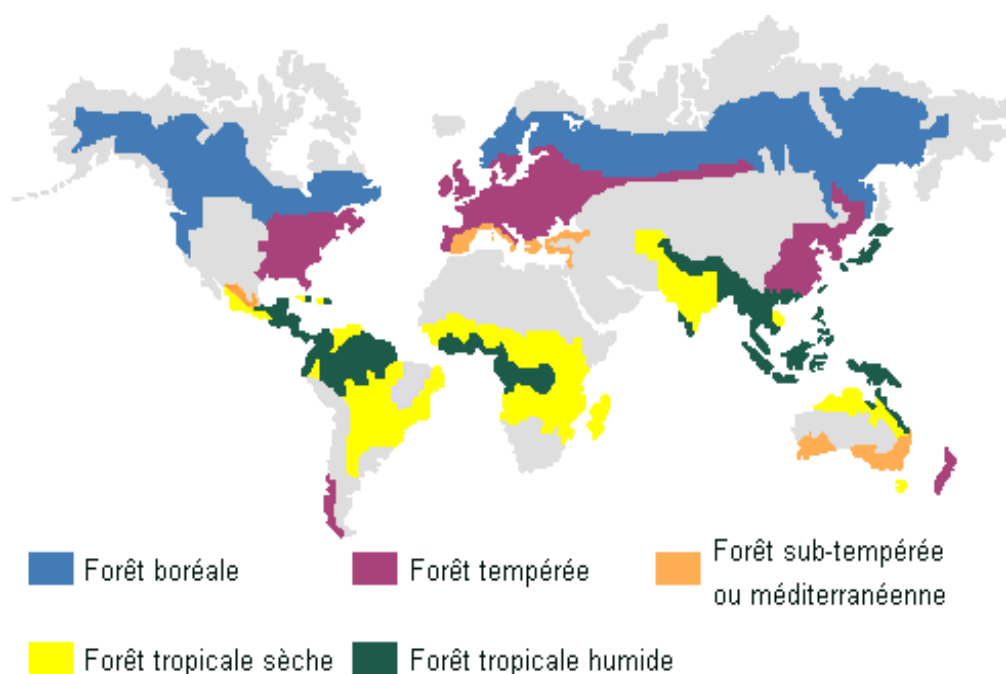 Forêt boréale
Forêt tempérée
Forêt sub-tempérée
ou méditerranéenne
Forêt tropicale sèche
Forêt tropicale humide